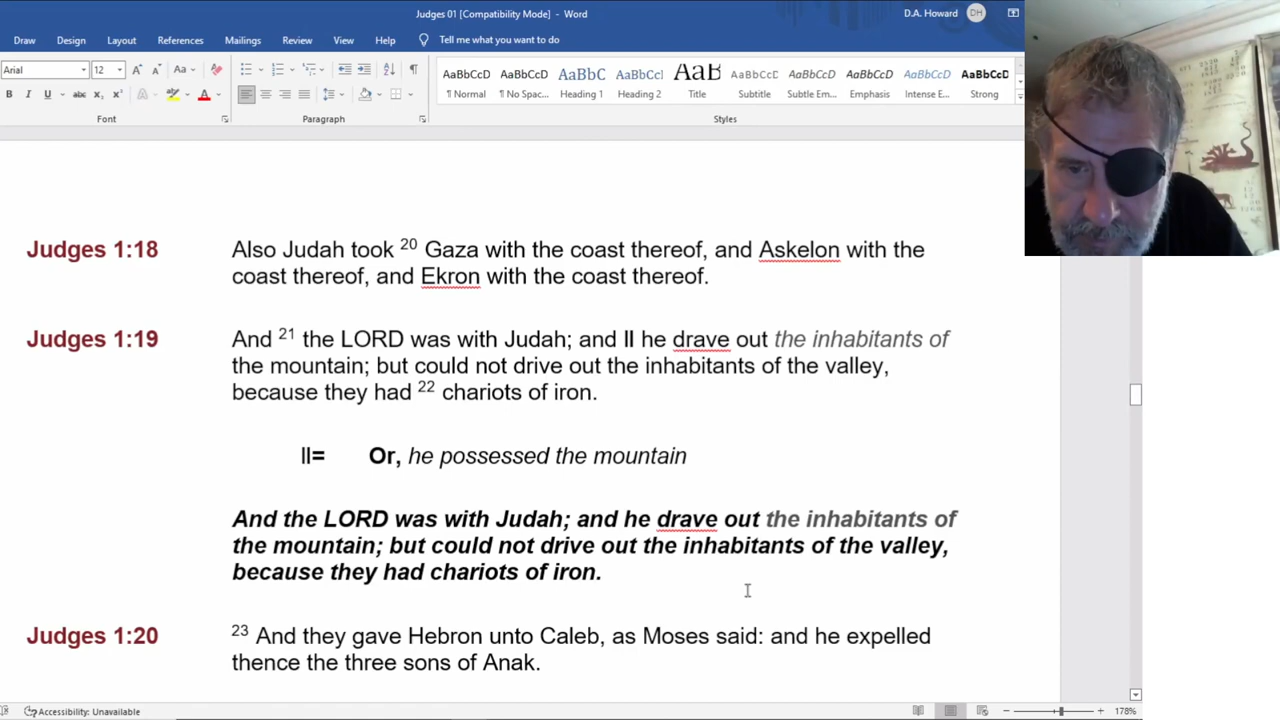 Judges 01 [Compatibility Mode] - Word
D.A. Howard DH
Draw Design Layout References Mailings Review View Help Tell me what you want to do
Arial 12 A A Aa
B I U abc x₂ x² A A
AaBbCcD AaBbCcD AaBbC AaBbCcI AaB AaBbCcD AaBbCcD AaBbCcD AaBbCcD AaBbCcD
¶ Normal ¶ No Spac... Heading 1 Heading 2 Title Subtitle Subtle Em... Emphasis Intense E... Strong
Font Paragraph Styles
Judges 1:18 Also Judah took 20 Gaza with the coast thereof, and Askelon with the
coast thereof, and Ekron with the coast thereof.
Judges 1:19 And 21 the LORD was with Judah; and ll he drave out the inhabitants of
the mountain; but could not drive out the inhabitants of the valley,
because they had 22 chariots of iron.
ll= Or, he possessed the mountain
And the LORD was with Judah; and he drave out the inhabitants of
the mountain; but could not drive out the inhabitants of the valley,
because they had chariots of iron.
Judges 1:20 23 And they gave Hebron unto Caleb, as Moses said: and he expelled
thence the three sons of Anak.
Accessibility: Unavailable 178%